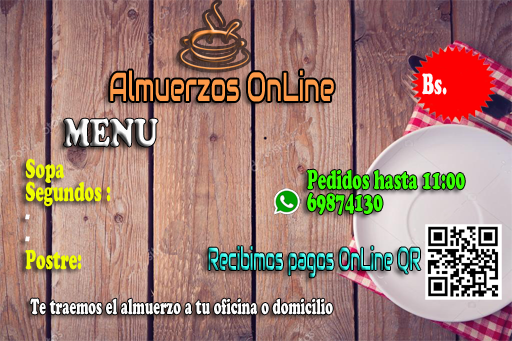 Almuerzos OnLine
Bs.
MENU
Sopa
Segundos :
-
-
Postre:
Pedidos hasta 11:00
69874130
Recibimos pagos OnLine QR
Te traemos el almuerzo a tu oficina o domicilio